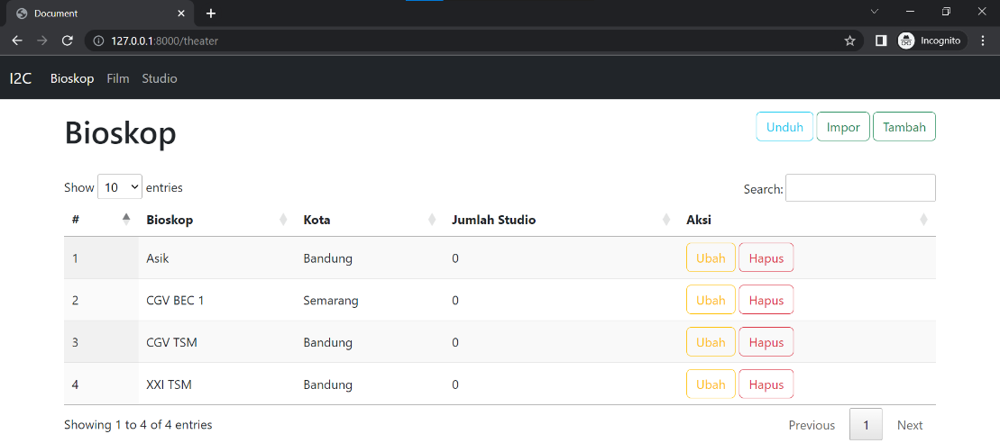 Document
127.0.0.1:8000/theater
Incognito
I2C Bioskop Film Studio
Bioskop
Unduh Impor Tambah
Show 10 entries
Search:
# Bioskop Kota Jumlah Studio Aksi
1 Asik Bandung 0 Ubah Hapus
2 CGV BEC 1 Semarang 0 Ubah Hapus
3 CGV TSM Bandung 0 Ubah Hapus
4 XXI TSM Bandung 0 Ubah Hapus
Showing 1 to 4 of 4 entries
Previous 1 Next